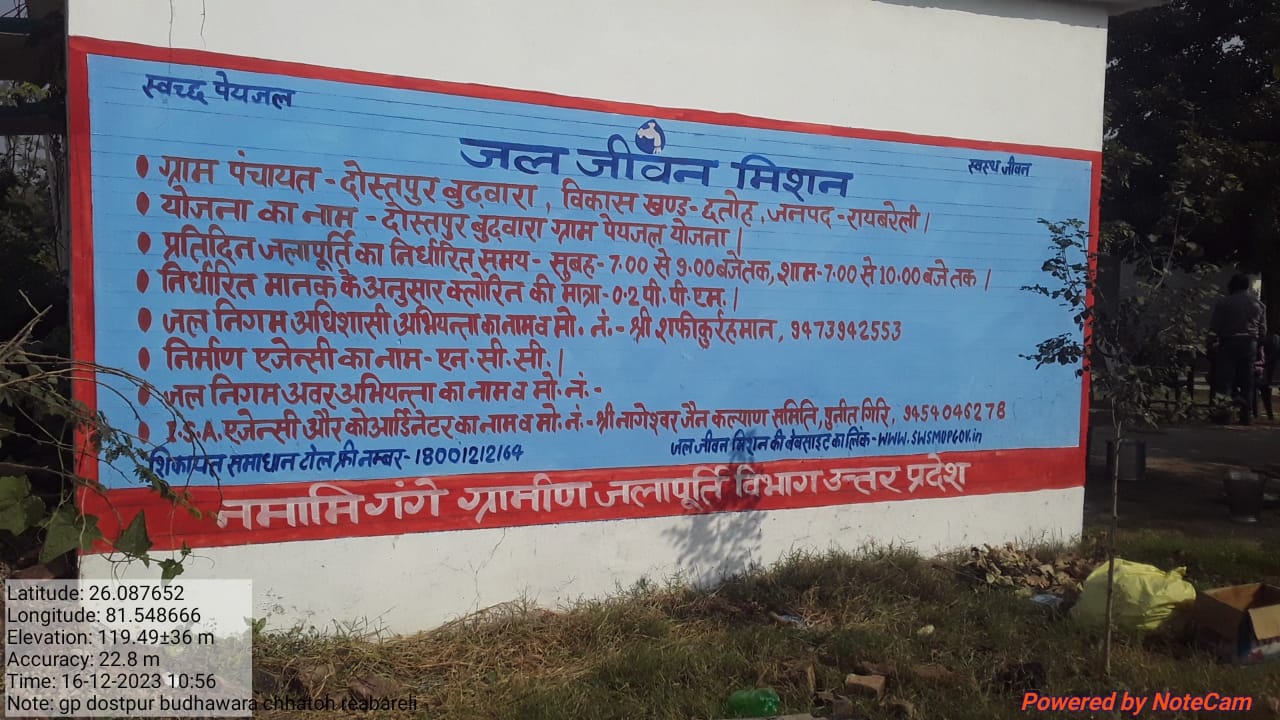 स्वच्छ पेयजल
जल जीवन मिशन
स्वस्थ जीवन
ग्राम पंचायत - दोस्तपुर बुढवारा , विकास खण्ड- छतोह , जनपद - रायबरेली ।
योजना का नाम - दोस्तपुर बुढवारा ग्राम पेयजल योजना ।
प्रतिदिन जलापूर्ति का निर्धारित समय - सुबह- 7.00 से 9.00 बजे तक, शाम- 7.00 से 10.00 बजे तक ।
निर्धारित मानक के अनुसार क्लोरिन की मात्रा - 0.2 पी. पी. एम. ।
जल निगम अधिशासी अभियन्ता का नाम व मो. नं. - श्री शफीकुर्रहमान , 9473942553
निर्माण एजेन्सी का नाम - एन. सी. सी. ।
जल निगम अवर अभियन्ता का नाम व मो. नं. -
I.S.A. एजेन्सी और कोआर्डिनेटर का नाम व मो. नं. - श्री नागेश्वर जैन कल्याण समिति, पुनीत गिरि, 9454046278
शिकायत समाधान टोल फ्री नम्बर - 18001212164
जल जीवन मिशन की वेबसाइट का लिंक - WWW.SWSMUPGOV.in
नमामि गंगे ग्रामीण जलापूर्ति विभाग उत्तर प्रदेश
Latitude: 26.087652
Longitude: 81.548666
Elevation: 119.49±36 m
Accuracy: 22.8 m
Time: 16-12-2023 10:56
Note: gp dostpur budhawara chhatoh reabareli
Powered by NoteCam